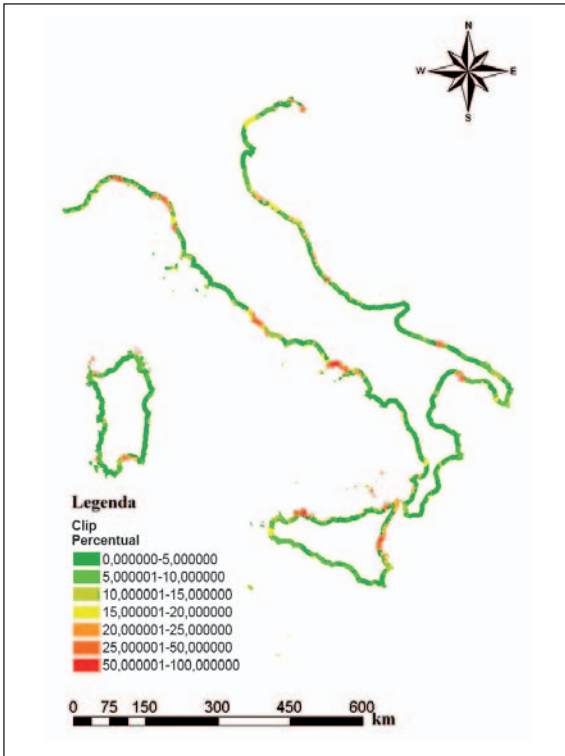 N
W E
S
Legenda
Clip
Percentual
0,000000-5,000000
5,000001-10,000000
10,000001-15,000000
15,000001-20,000000
20,000001-25,000000
25,000001-50,000000
50,000001-100,000000
0 75 150 300 450 600
km